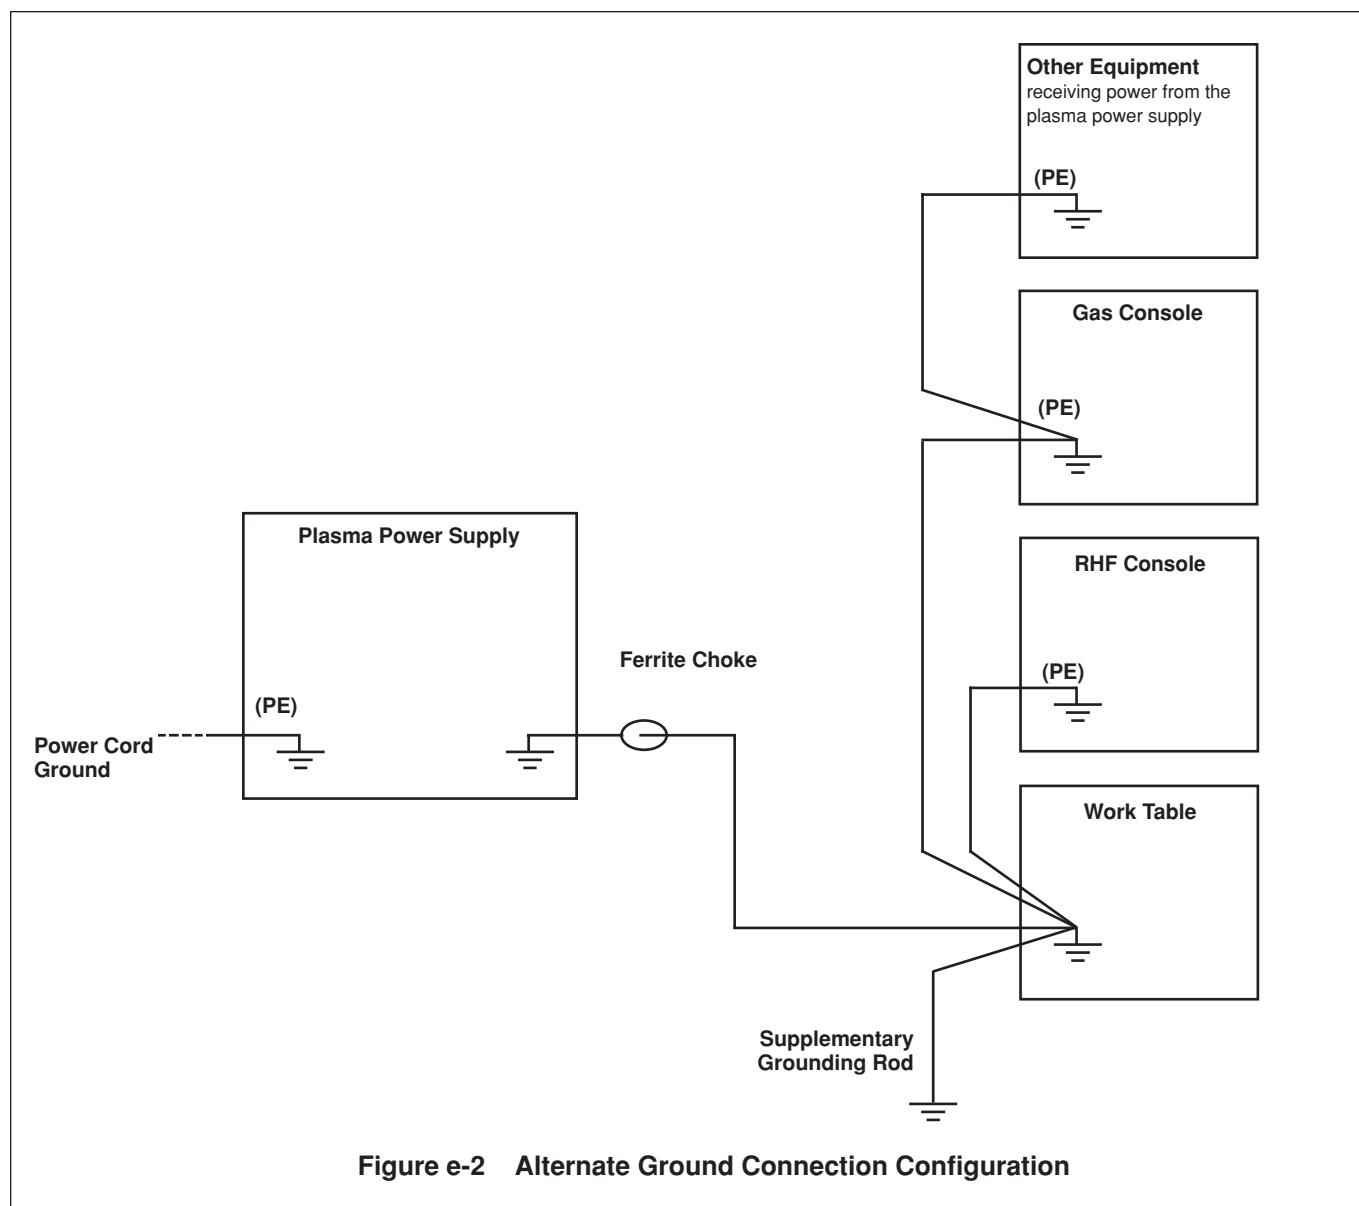 Other Equipment
receiving power from the
plasma power supply
(PE)
Gas Console
(PE)
Plasma Power Supply
RHF Console
Ferrite Choke
(PE)
(PE)
Power Cord
Ground
Work Table
Supplementary
Grounding Rod
Figure e-2 Alternate Ground Connection Configuration